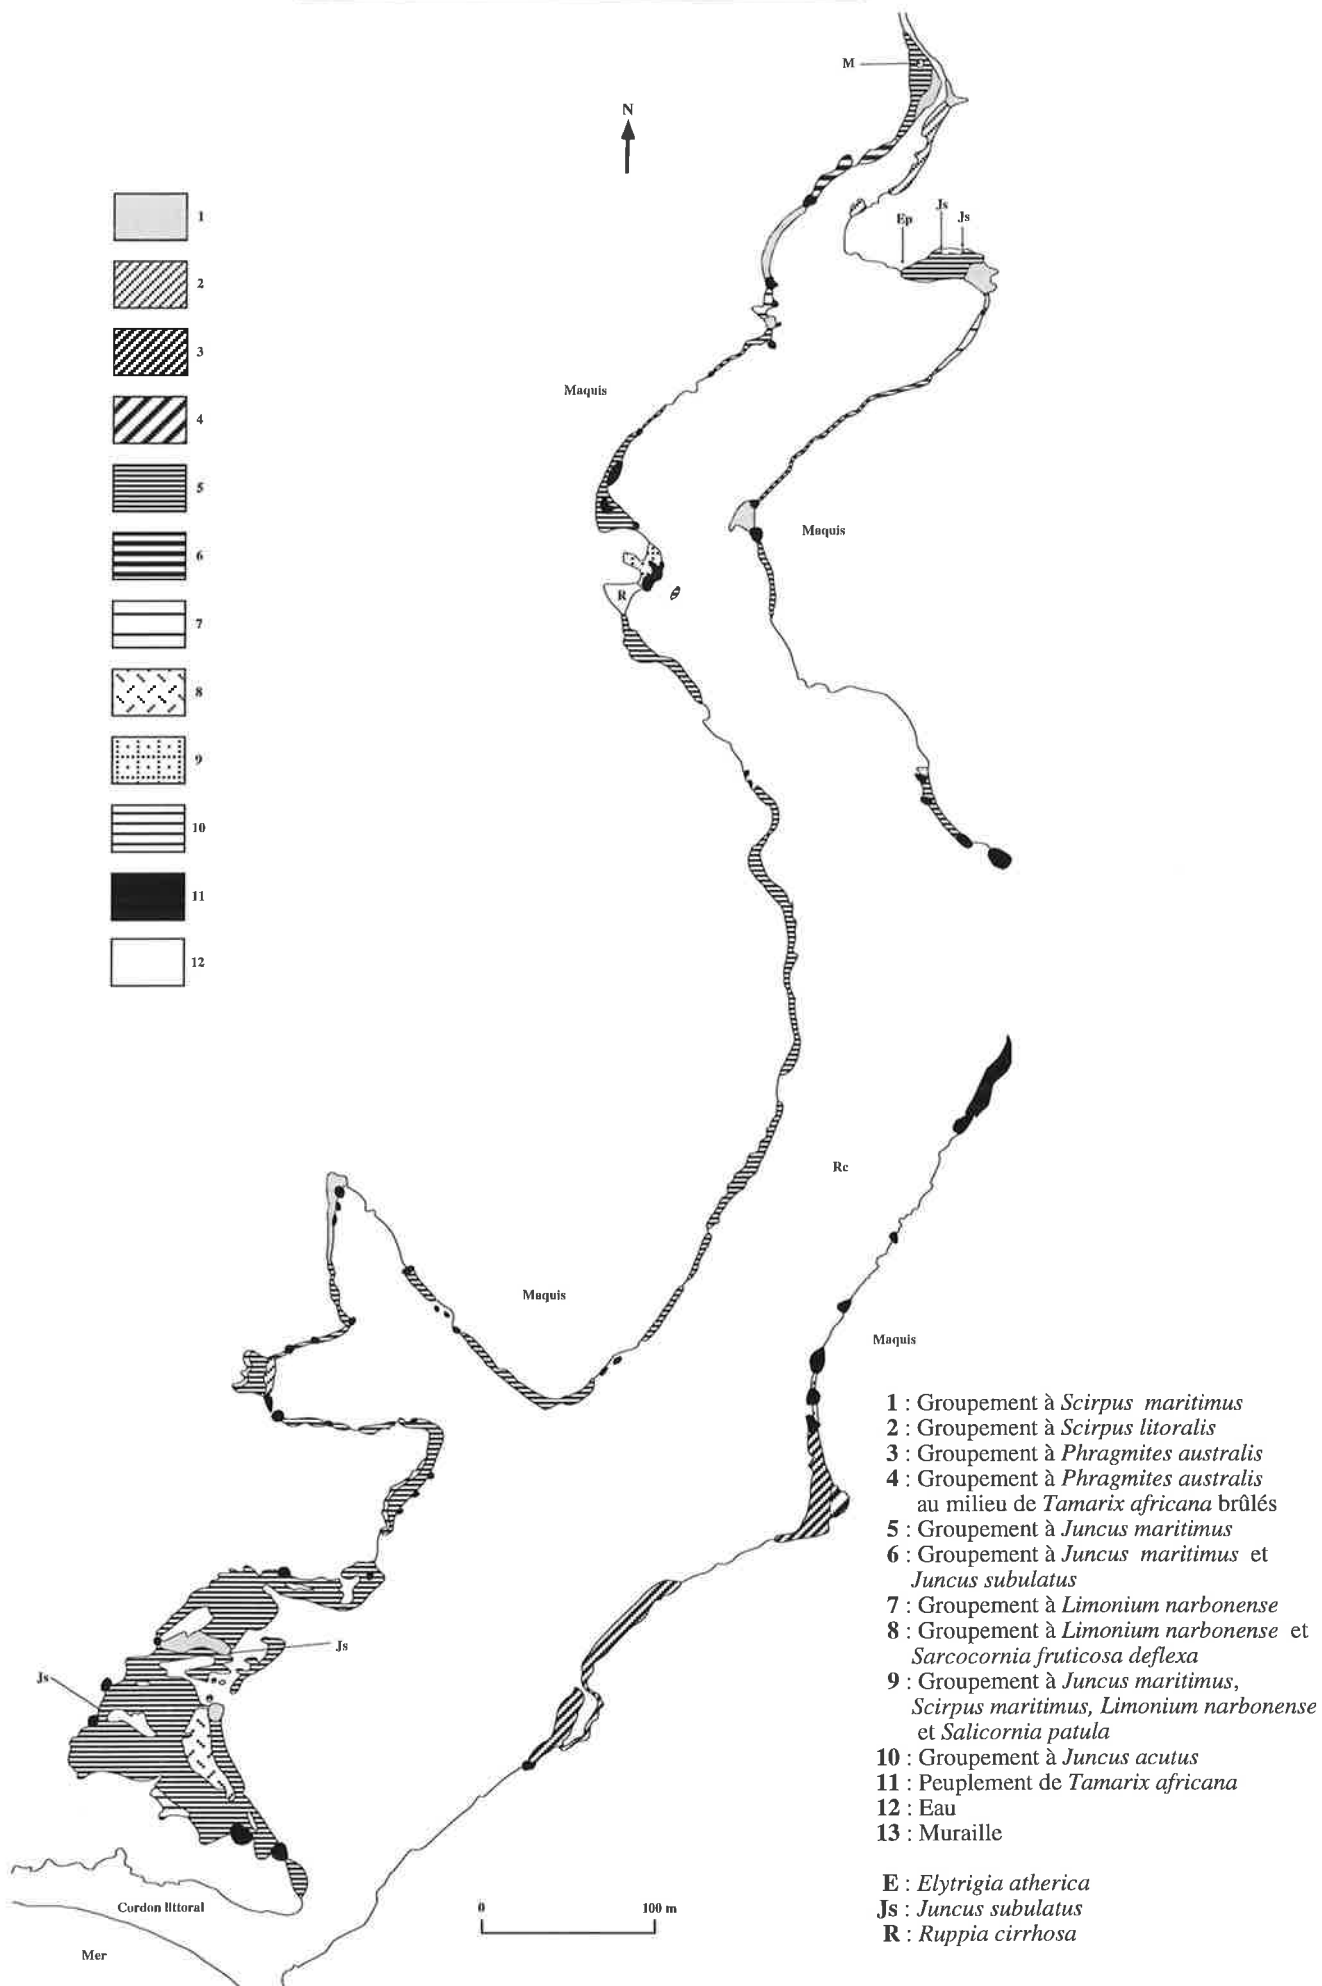 M
N
Js
Ep
Js
1
2
3
Maquis
4
5
Maquis
6
R
7
8
9
10
11
12
Rc
Maquis
Maquis
1 : Groupement à Scirpus maritimus
2 : Groupement à Scirpus litoralis
3 : Groupement à Phragmites australis
4 : Groupement à Phragmites australis
au milieu de Tamarix africana brûlés
5 : Groupement à Juncus maritimus
6 : Groupement à Juncus maritimus et
Juncus subulatus
7 : Groupement à Limonium narbonense
8 : Groupement à Limonium narbonense et
Sarcocornia fruticosa deflexa
9 : Groupement à Juncus maritimus,
Scirpus maritimus, Limonium narbonense
et Salicornia patula
10 : Groupement à Juncus acutus
11 : Peuplement de Tamarix africana
12 : Eau
13 : Muraille
E : Elytrigia atherica
Js : Juncus subulatus
R : Ruppia cirrhosa
Js
Js
Cordon littoral
0 100 m
Mer